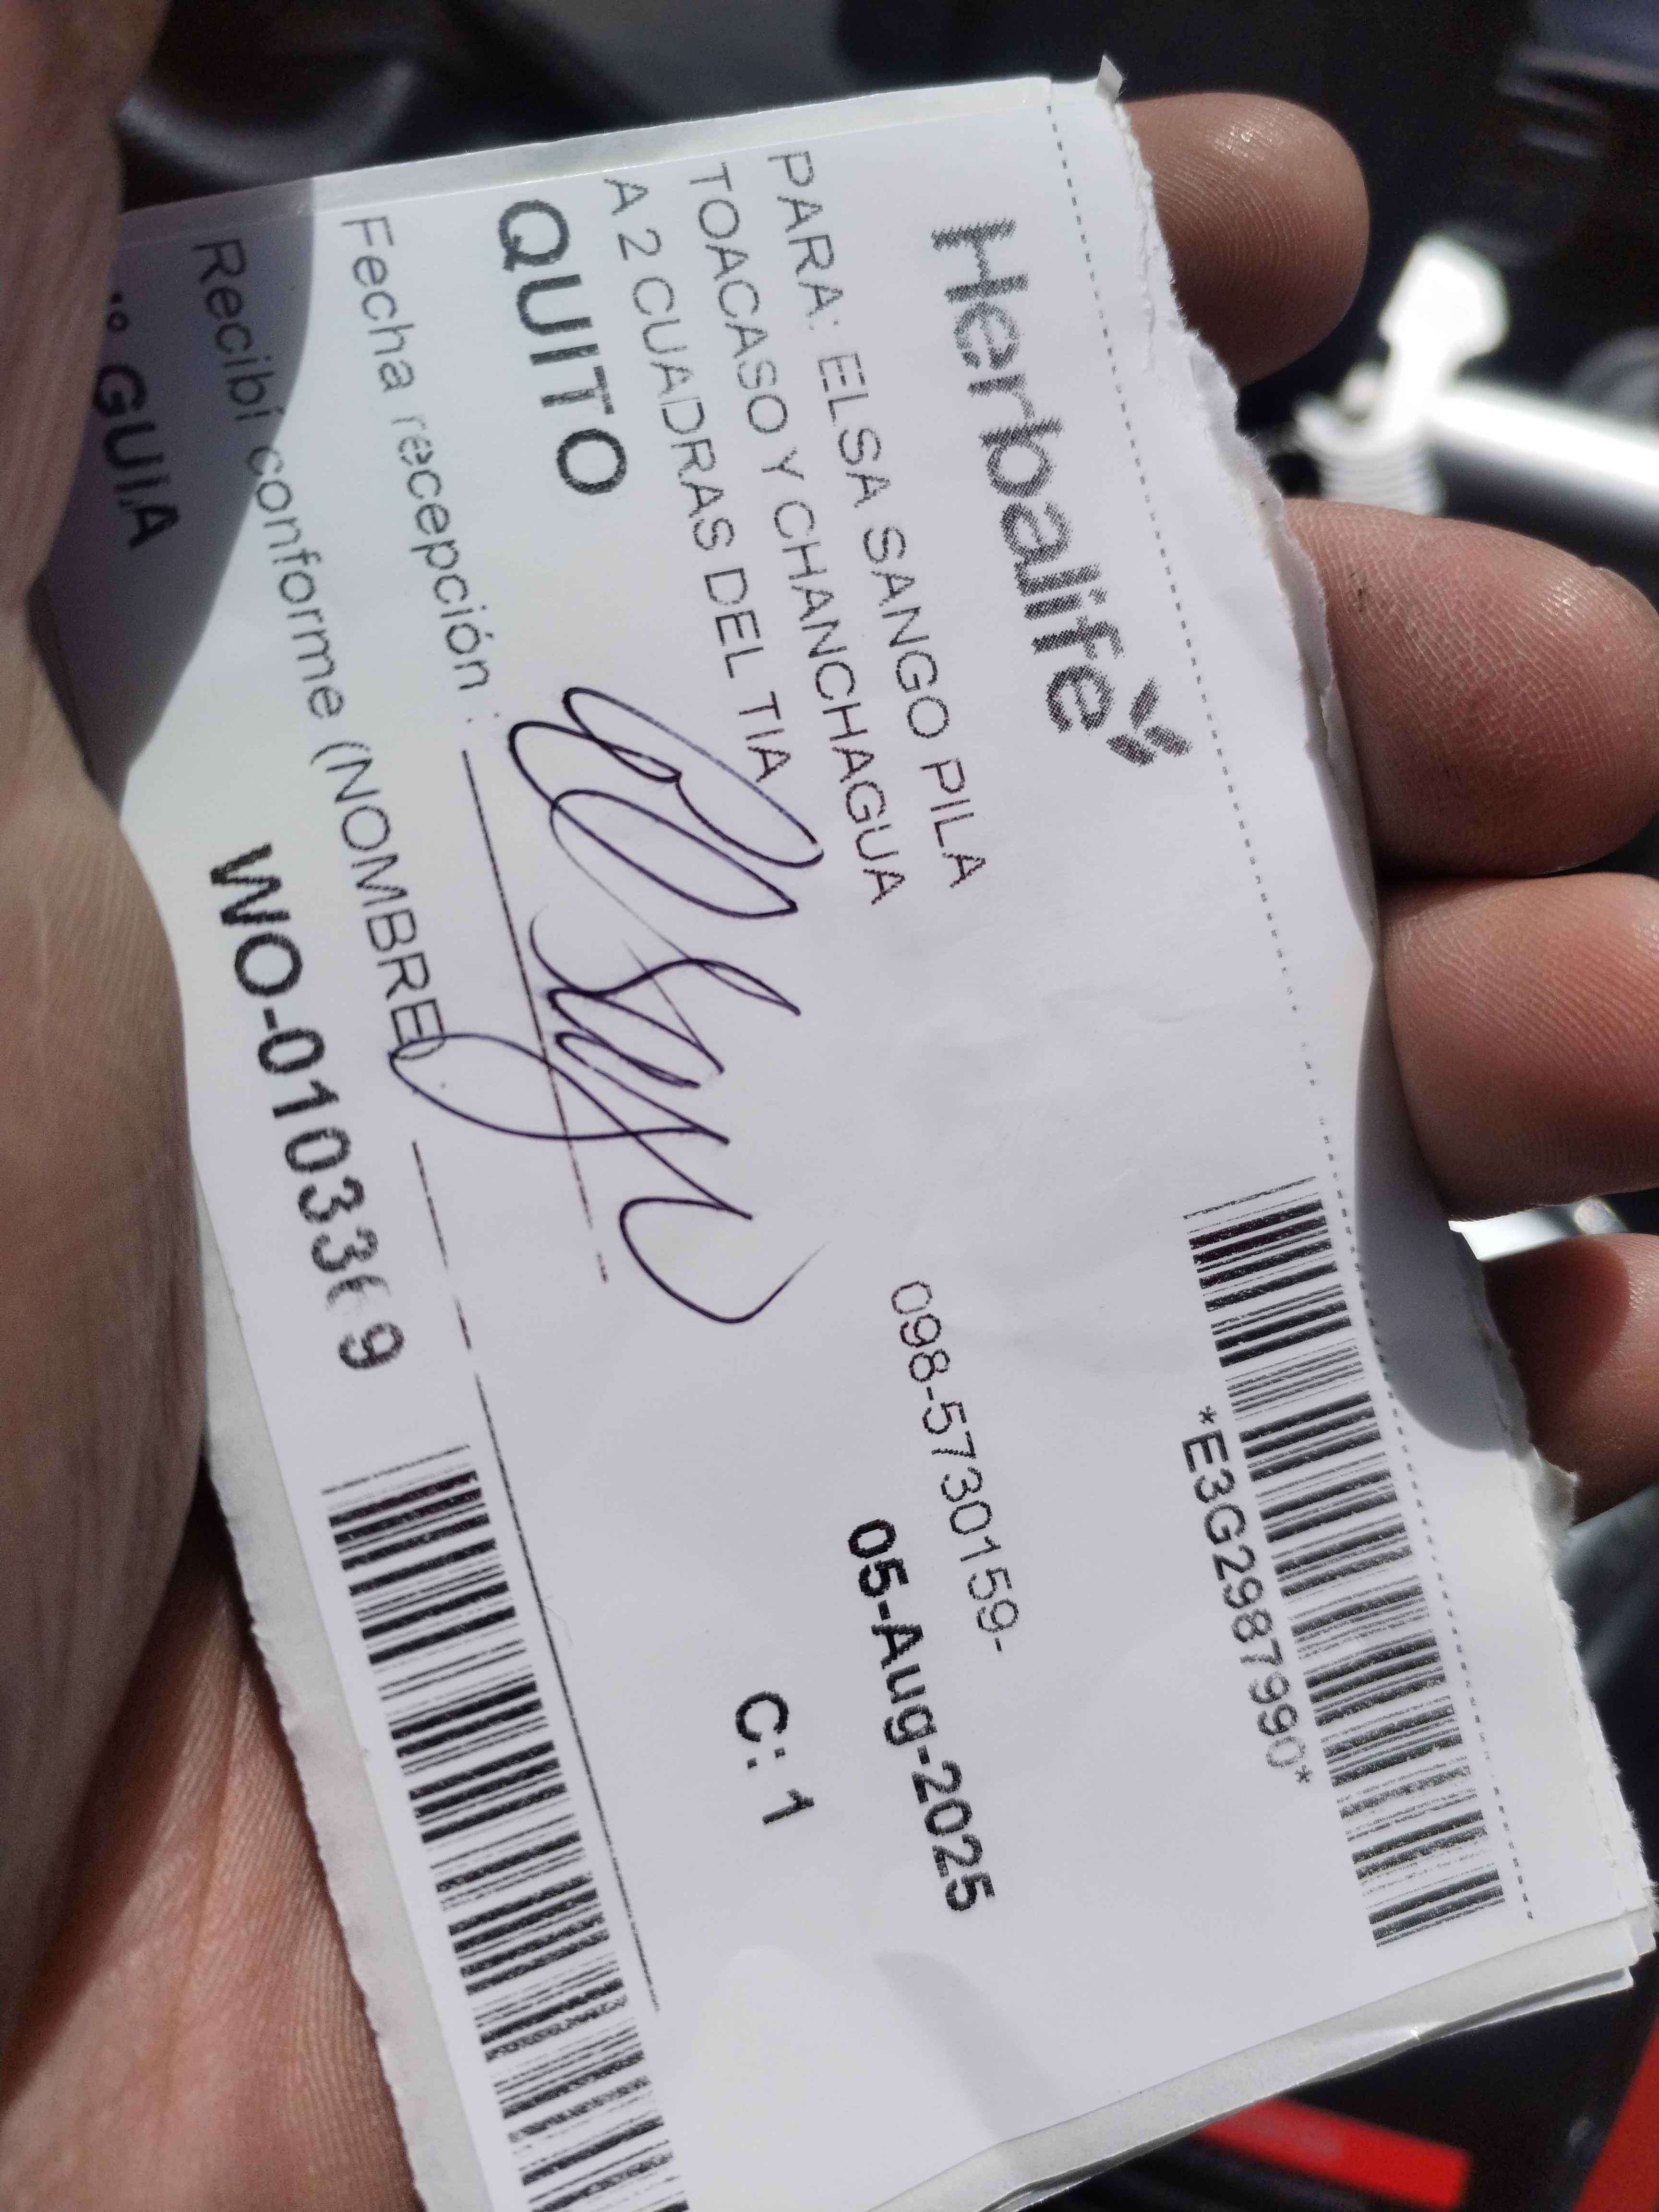 Herbalife
*E3G2987990*
PARA: ELSA SANGO PILA
TOACASO Y CHANCHAGUA
098-5730159-
A 2 CUADRAS DEL TIA
05-Aug-2025
QUITO
C: 1
Fecha recepción :
Recibí conforme (NOMBRE)
GUIA